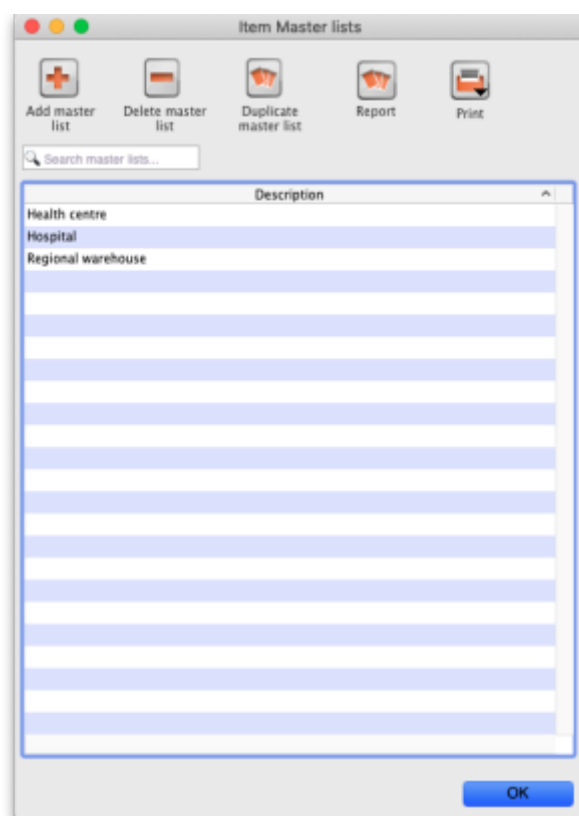 Item Master lists
Add master list
Delete master list
Duplicate master list
Report
Print
Search master lists...
Description
Health centre
Hospital
Regional warehouse
OK